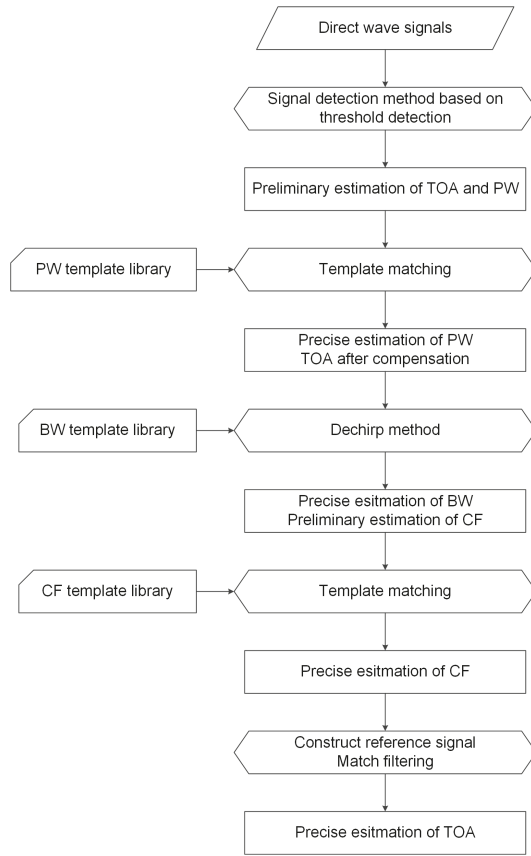 Direct wave signals
Signal detection method based on
threshold detection
Preliminary estimation of TOA and PW
PW template library
Template matching
Precise estimation of PW
TOA after compensation
BW template library
Dechirp method
Precise esitmation of BW
Preliminary estimation of CF
CF template library
Template matching
Precise esitmation of CF
Construct reference signal
Match filtering
Precise esitmation of TOA